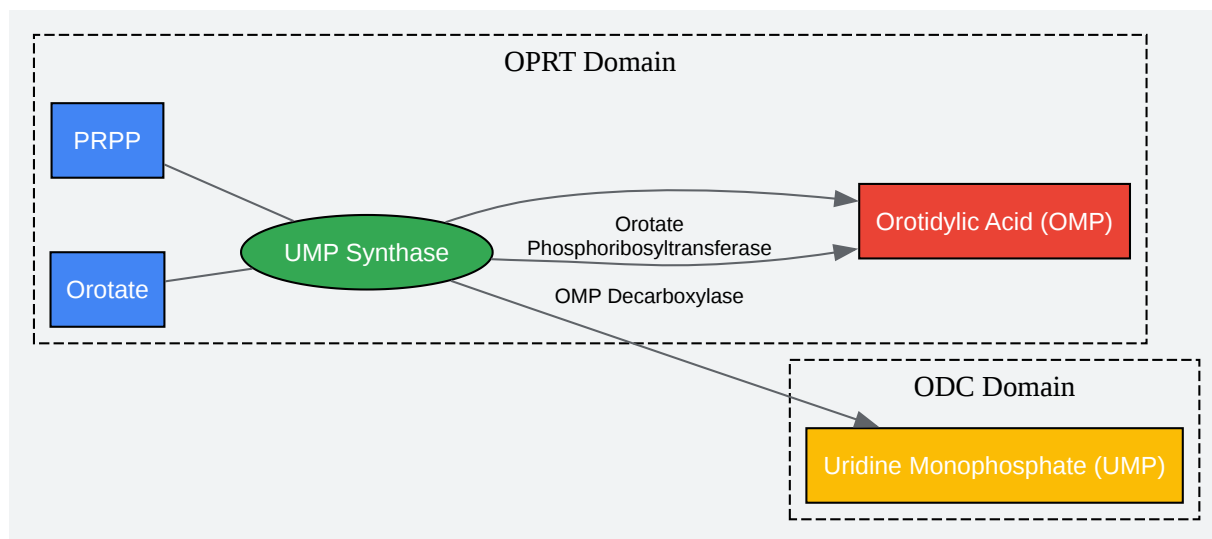 OPRT Domain
PRPP
Orotidylic Acid (OMP)
Orotate
Phosphoribosyltransferase
UMP Synthase
Orotate
OMP Decarboxylase
ODC Domain
Uridine Monophosphate (UMP)